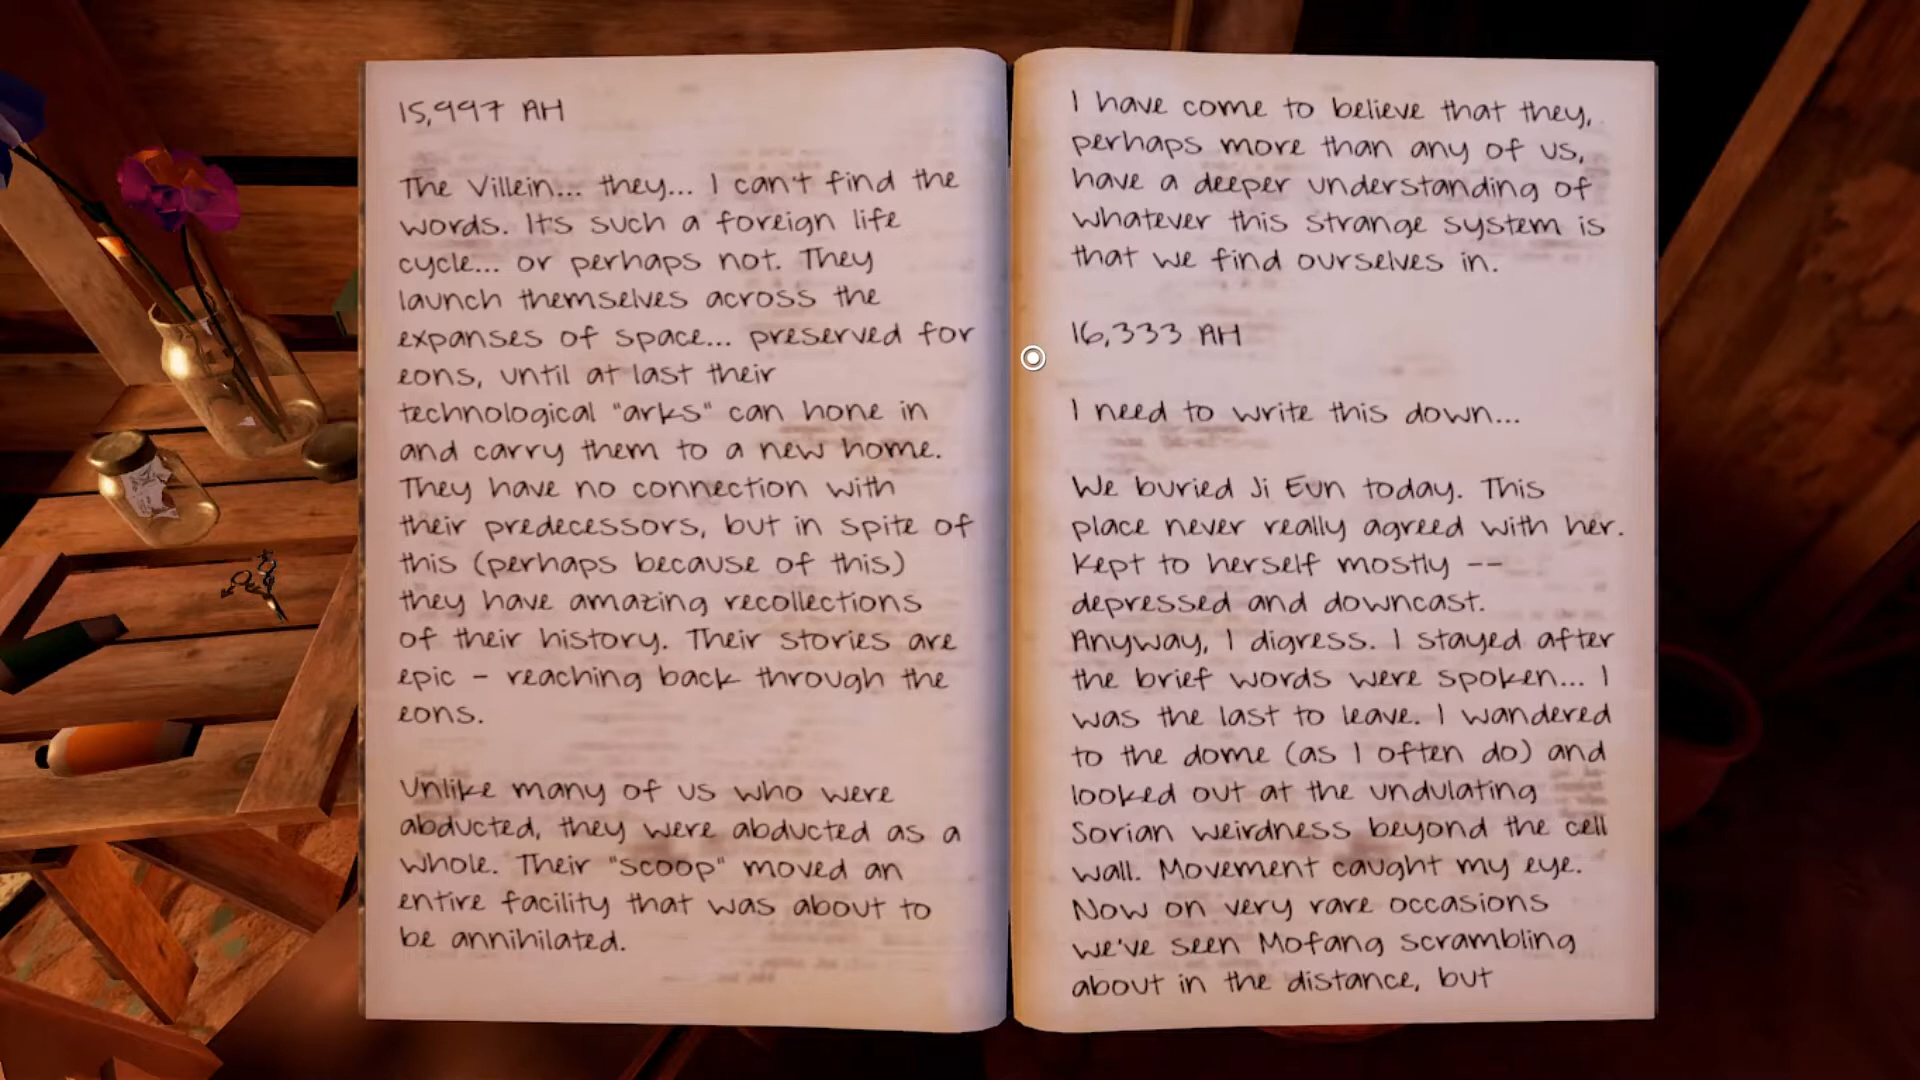 15,997 AH
The Villein... they... I can't find the
words. It's such a foreign life
cycle... or perhaps not. They
launch themselves across the
expanses of space... preserved for
eons, until at last their
technological "arks" can hone in
and carry them to a new home.
They have no connection with
their predecessors, but in spite of
this (perhaps because of this)
they have amazing recollections
of their history. Their stories are
epic - reaching back through the
eons.
Unlike many of us who were
abducted, they were abducted as a
whole. Their "scoop" moved an
entire facility that was about to
be annihilated.
I have come to believe that they,
perhaps more than any of us,
have a deeper understanding of
whatever this strange system is
that we find ourselves in.
16,333 AH
I need to write this down...
We buried Ji Eun today. This
place never really agreed with her.
Kept to herself mostly --
depressed and downcast.
Anyway, I digress. I stayed after
the brief words were spoken... I
was the last to leave. I wandered
to the dome (as I often do) and
looked out at the undulating
Sorian weirdness beyond the cell
wall. Movement caught my eye.
Now on very rare occasions
we've seen Mofang scrambling
about in the distance, but